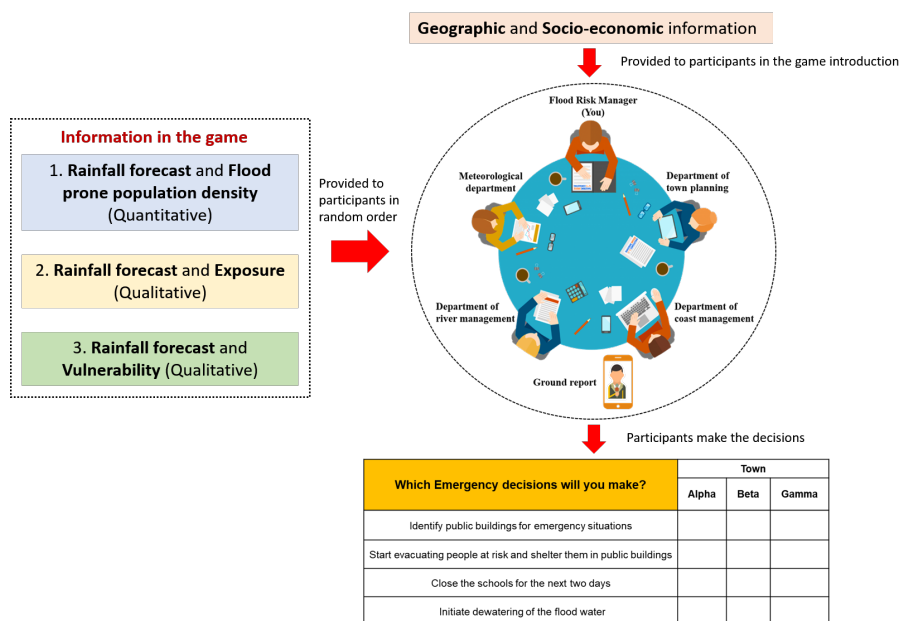 Geographic and Socio-economic information
Provided to participants in the game introduction
Information in the game
1. Rainfall forecast and Flood
prone population density
(Quantitative)
2. Rainfall forecast and Exposure
(Qualitative)
3. Rainfall forecast and
Vulnerability (Qualitative)
Provided to
participants in
random order
Flood Risk Manager
(You)
Meteorological
department
Department of
town planning
Department of
river management
Department of
coast management
Ground report
Participants make the decisions
Which Emergency decisions will you make?
Town
Alpha
Beta
Gamma
Identify public buildings for emergency situations
Start evacuating people at risk and shelter them in public buildings
Close the schools for the next two days
Initiate dewatering of the flood water